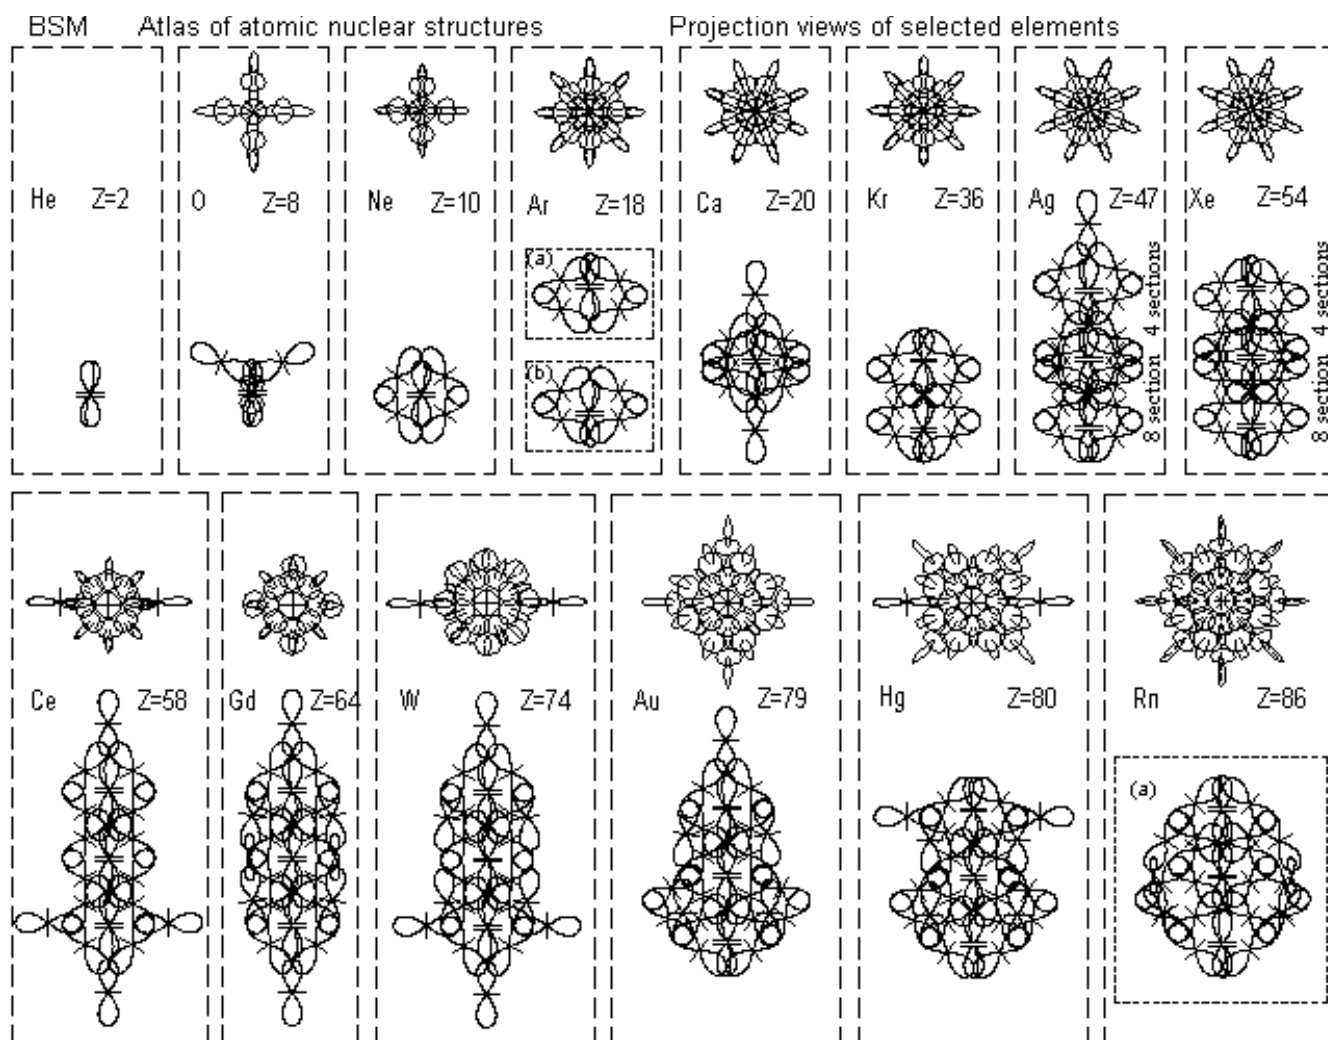 BSM Atlas of atomic nuclear structures Projection views of selected elements
He Z=2
O Z=8
Ne Z=10
Ar Z=18
(a)
(b)
Ca Z=20
Kr Z=36
Ag Z=47
8 section 4 sections
Xe Z=54
8 section 4 sections
Ce Z=58
Gd Z=64
W Z=74
Au Z=79
Hg Z=80
Rn Z=86
(a)